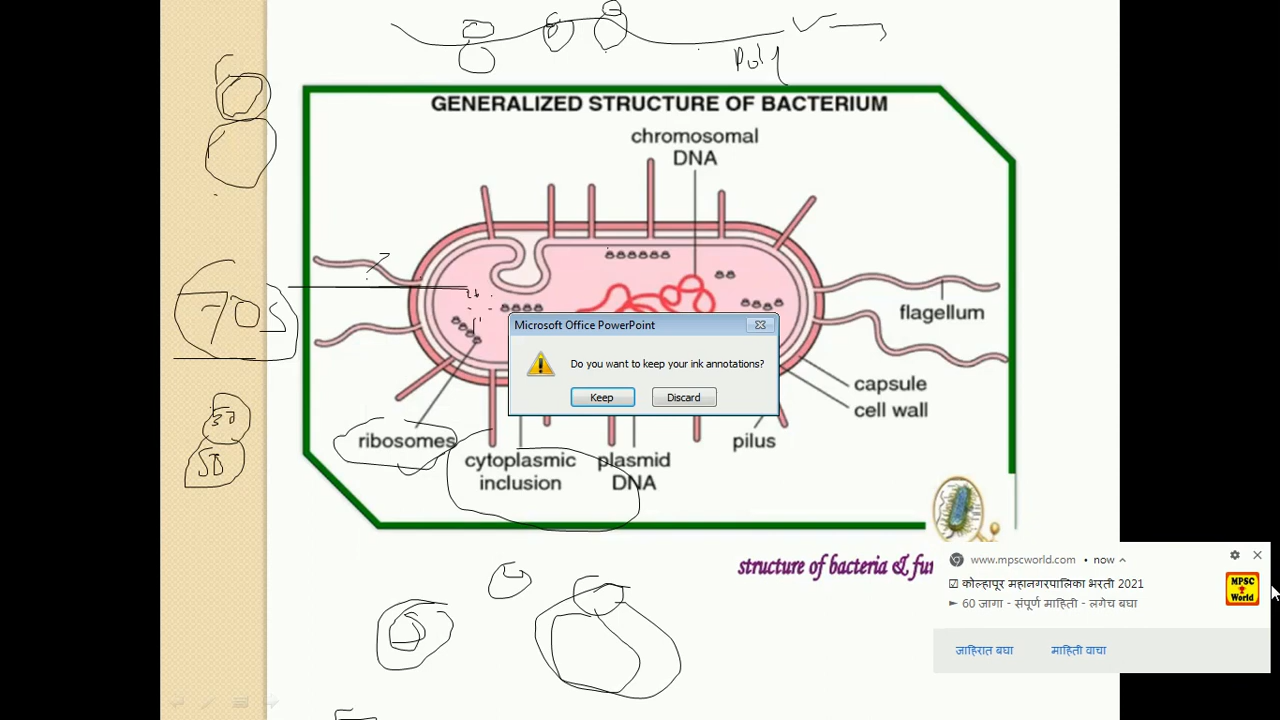 Poly
GENERALIZED STRUCTURE OF BACTERIUM
chromosomal
DNA
70S
flagellum
Microsoft Office PowerPoint
Do you want to keep your ink annotations?
Keep
Discard
capsule
cell wall
30
50
ribosomes
cytoplasmic
inclusion
plasmid
DNA
pilus
structure of bacteria & fu
www.mpscworld.com • now
☑ कोल्हापूर महानगरपालिका भरती 2021
► 60 जागा - संपूर्ण माहिती - लगेच बघा
MPSC
World
जाहिरात बघा
माहिती वाचा